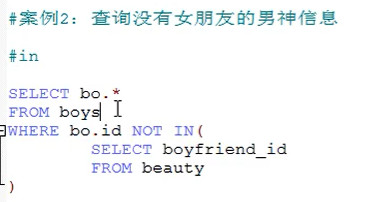 #案例2：查询没有女朋友的男神信息
#in
SELECT bo.*
FROM boys
WHERE bo.id NOT IN(
SELECT boyfriend_id
FROM beauty
)